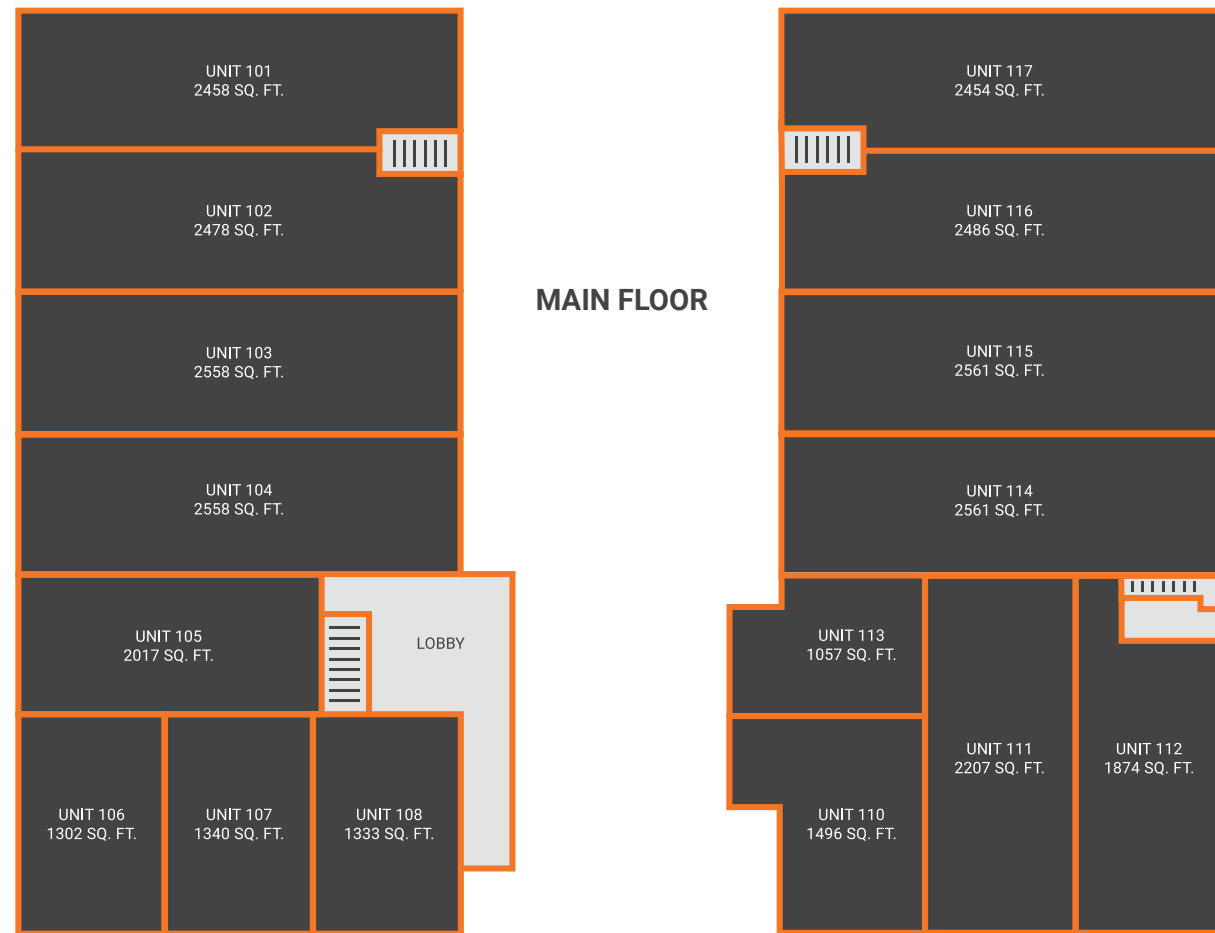 UNIT 101
2458 SQ. FT.
UNIT 102
2478 SQ. FT.
UNIT 103
2558 SQ. FT.
UNIT 104
2558 SQ. FT.
UNIT 105
2017 SQ. FT.
LOBBY
UNIT 106
1302 SQ. FT.
UNIT 107
1340 SQ. FT.
UNIT 108
1333 SQ. FT.
MAIN FLOOR
UNIT 117
2454 SQ. FT.
UNIT 116
2486 SQ. FT.
UNIT 115
2561 SQ. FT.
UNIT 114
2561 SQ. FT.
UNIT 113
1057 SQ. FT.
UNIT 111
2207 SQ. FT.
UNIT 112
1874 SQ. FT.
UNIT 110
1496 SQ. FT.